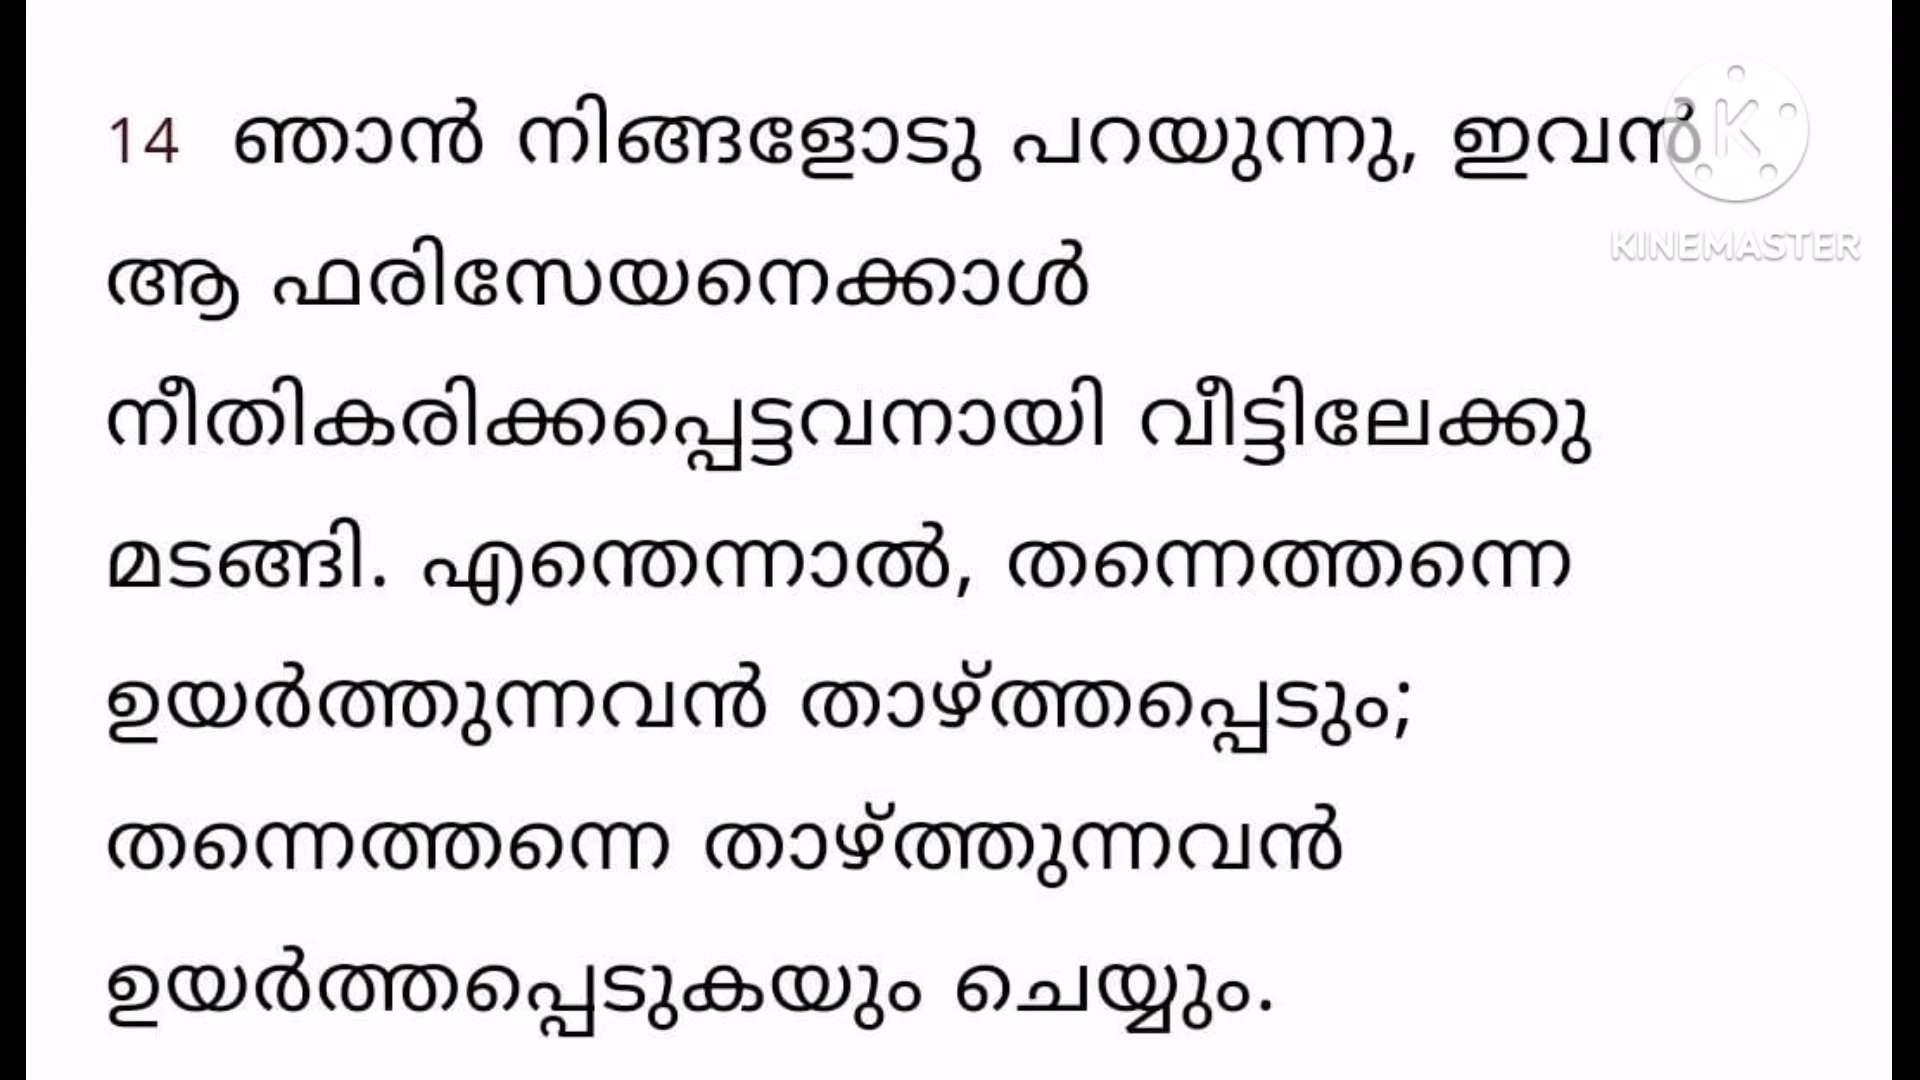 14 ഞാൻ നിങ്ങളോടു പറയുന്നു, ഇവൻ
KINEMASTER
ആ ഫരിസേയനെക്കാൾ
നീതികരിക്കപ്പെട്ടവനായി വീട്ടിലേക്കു
മടങ്ങി. എന്തെന്നാൽ, തന്നെത്തന്നെ
ഉയർത്തുന്നവൻ താഴ്ത്തപ്പെടും;
തന്നെത്തന്നെ താഴ്ത്തുന്നവൻ
ഉയർത്തപ്പെടുകയും ചെയ്യും.